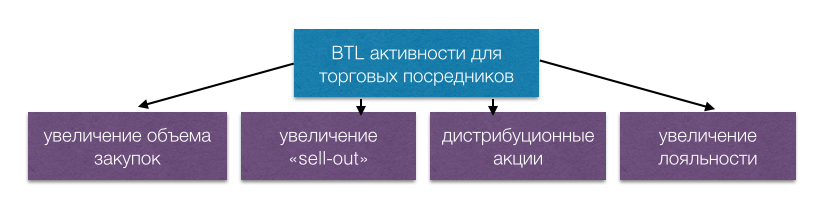 BTL активности для
торговых посредников
увеличение объема
закупок
увеличение
«sell-out»
дистрибуционные
акции
увеличение
лояльности